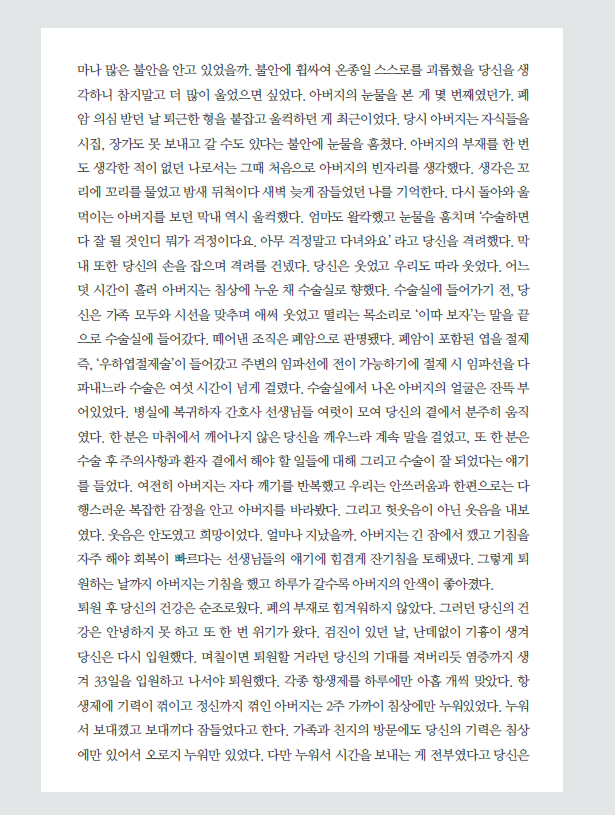 마나 많은 불안을 안고 있었을까. 불안에 휩싸여 온종일 스스로를 괴롭혔을 당신을 생
각하니 참지말고 더 많이 울었으면 싶었다. 아버지의 눈물을 본 게 몇 번째였던가. 폐
암 의심 받던 날 퇴근한 형을 붙잡고 울컥하던 게 최근이었다. 당시 아버지는 자식들을
시집, 장가도 못 보내고 갈 수도 있다는 불안에 눈물을 훔쳤다. 아버지의 부재를 한 번
도 생각한 적이 없던 나로서는 그때 처음으로 아버지의 빈자리를 생각했다. 생각은 꼬
리에 꼬리를 물었고 밤새 뒤척이다 새벽 늦게 잠들었던 나를 기억한다. 다시 돌아와 울
먹이는 아버지를 보던 막내 역시 울컥했다. 엄마도 왈칵했고 눈물을 훔치며 ‘수술하면
다 잘 될 것인디 뭐가 걱정이다요. 아무 걱정말고 다녀와요’ 라고 당신을 격려했다. 막
내 또한 당신의 손을 잡으며 격려를 건넸다. 당신은 웃었고 우리도 따라 웃었다. 어느
덧 시간이 흘러 아버지는 침상에 누운 채 수술실로 향했다. 수술실에 들어가기 전, 당
신은 가족 모두와 시선을 맞추며 애써 웃었고 떨리는 목소리로 ‘이따 보자’는 말을 끝
으로 수술실에 들어갔다. 떼어낸 조직은 폐암으로 판명됐다. 폐암이 포함된 엽을 절제
즉, ‘우하엽절제술’이 들어갔고 주변의 임파선에 전이 가능하기에 절제 시 임파선을 다
파내느라 수술은 여섯 시간이 넘게 걸렸다. 수술실에서 나온 아버지의 얼굴은 잔뜩 부
어있었다. 병실에 복귀하자 간호사 선생님들 여럿이 모여 당신의 곁에서 분주히 움직
였다. 한 분은 마취에서 깨어나지 않은 당신을 깨우느라 계속 말을 걸었고, 또 한 분은
수술 후 주의사항과 환자 곁에서 해야 할 일들에 대해 그리고 수술이 잘 되었다는 얘기
를 들었다. 여전히 아버지는 자다 깨기를 반복했고 우리는 안쓰러움과 한편으로는 다
행스러운 복잡한 감정을 안고 아버지를 바라봤다. 그리고 헛웃음이 아닌 웃음을 내보
였다. 웃음은 안도였고 희망이었다. 얼마나 지났을까. 아버지는 긴 잠에서 깼고 기침을
자주 해야 회복이 빠르다는 선생님들의 얘기에 힘겹게 잔기침을 토해냈다. 그렇게 퇴
원하는 날까지 아버지는 기침을 했고 하루가 갈수록 아버지의 안색이 좋아졌다.
퇴원 후 당신의 건강은 순조로웠다. 폐의 부재로 힘겨워하지 않았다. 그러던 당신의 건
강은 안녕하지 못 하고 또 한 번 위기가 왔다. 검진이 있던 날, 난데없이 기흉이 생겨
당신은 다시 입원했다. 며칠이면 퇴원할 거라던 당신의 기대를 져버리듯 염증까지 생
겨 33일을 입원하고 나서야 퇴원했다. 각종 항생제를 하루에만 아홉 개씩 맞았다. 항
생제에 기력이 꺾이고 정신까지 꺾인 아버지는 2주 가까이 침상에만 누워있었다. 누워
서 보대꼈고 보대끼다 잠들었다고 한다. 가족과 친지의 방문에도 당신의 기력은 침상
에만 있어서 오로지 누워만 있었다. 다만 누워서 시간을 보내는 게 전부였다고 당신은